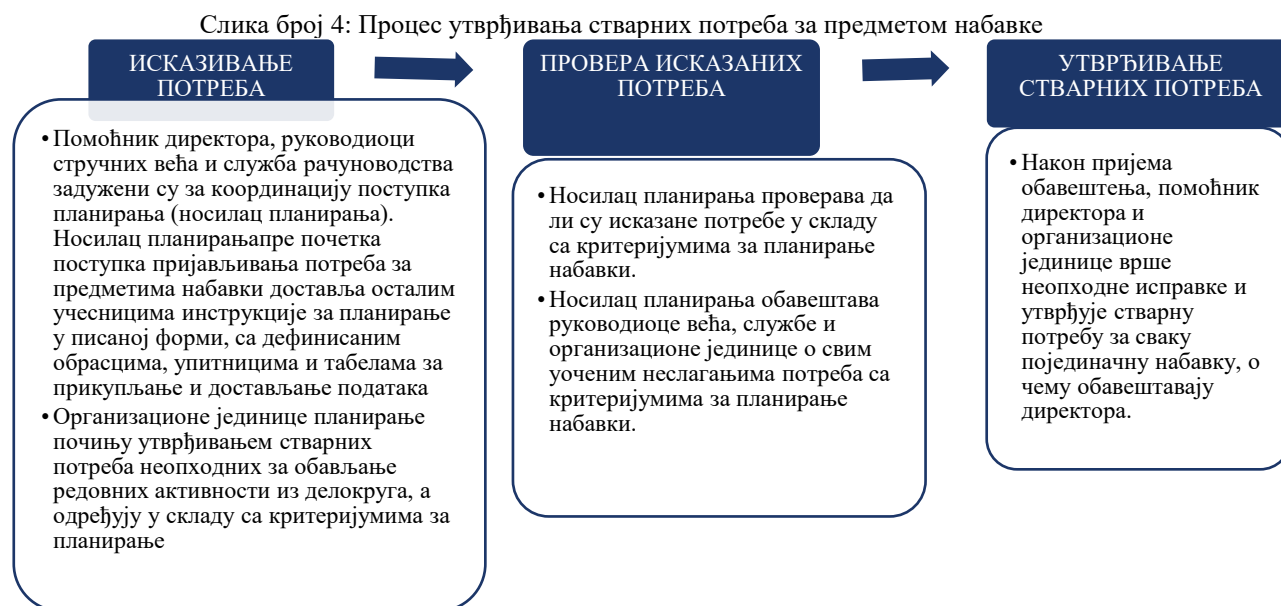 Слика број 4: Процес утврђивања стварних потреба за предметом набавке
ИСКАЗИВАЊЕ
ПОТРЕБА
• Помоћник директора, руководиоци
стручних већа и служба рачуноводства
задужени су за координацију поступка
планирања (носилац планирања).
Носилац планирањапре почетка
поступка пријављивања потреба за
предметима набавки доставља осталим
учесницима инструкције за планирање
у писаној форми, са дефинисаним
обрасцима, упитницима и табелама за
прикупљање и достављање података
• Организационе јединице планирање
почињу утврђивањем стварних
потреба неопходних за обављање
редовних активности из делокруга, а
одређују у складу са критеријумима за
планирање
ПРОВЕРА ИСКАЗАНИХ
ПОТРЕБА
• Носилац планирања проверава да
ли су исказане потребе у складу
са критеријумима за планирање
набавки.
• Носилац планирања обавештава
руководиоце већа, службе и
организационе јединице о свим
уоченим неслагањима потреба са
критеријумима за планирање
набавки.
УТВРЂИВАЊЕ
СТВАРНИХ ПОТРЕБА
• Након пријема
обавештења, помоћник
директора и
организационе
јединице врше
неопходне исправке и
утврђује стварну
потребу за сваку
појединачну набавку, о
чему обавештавају
директора.